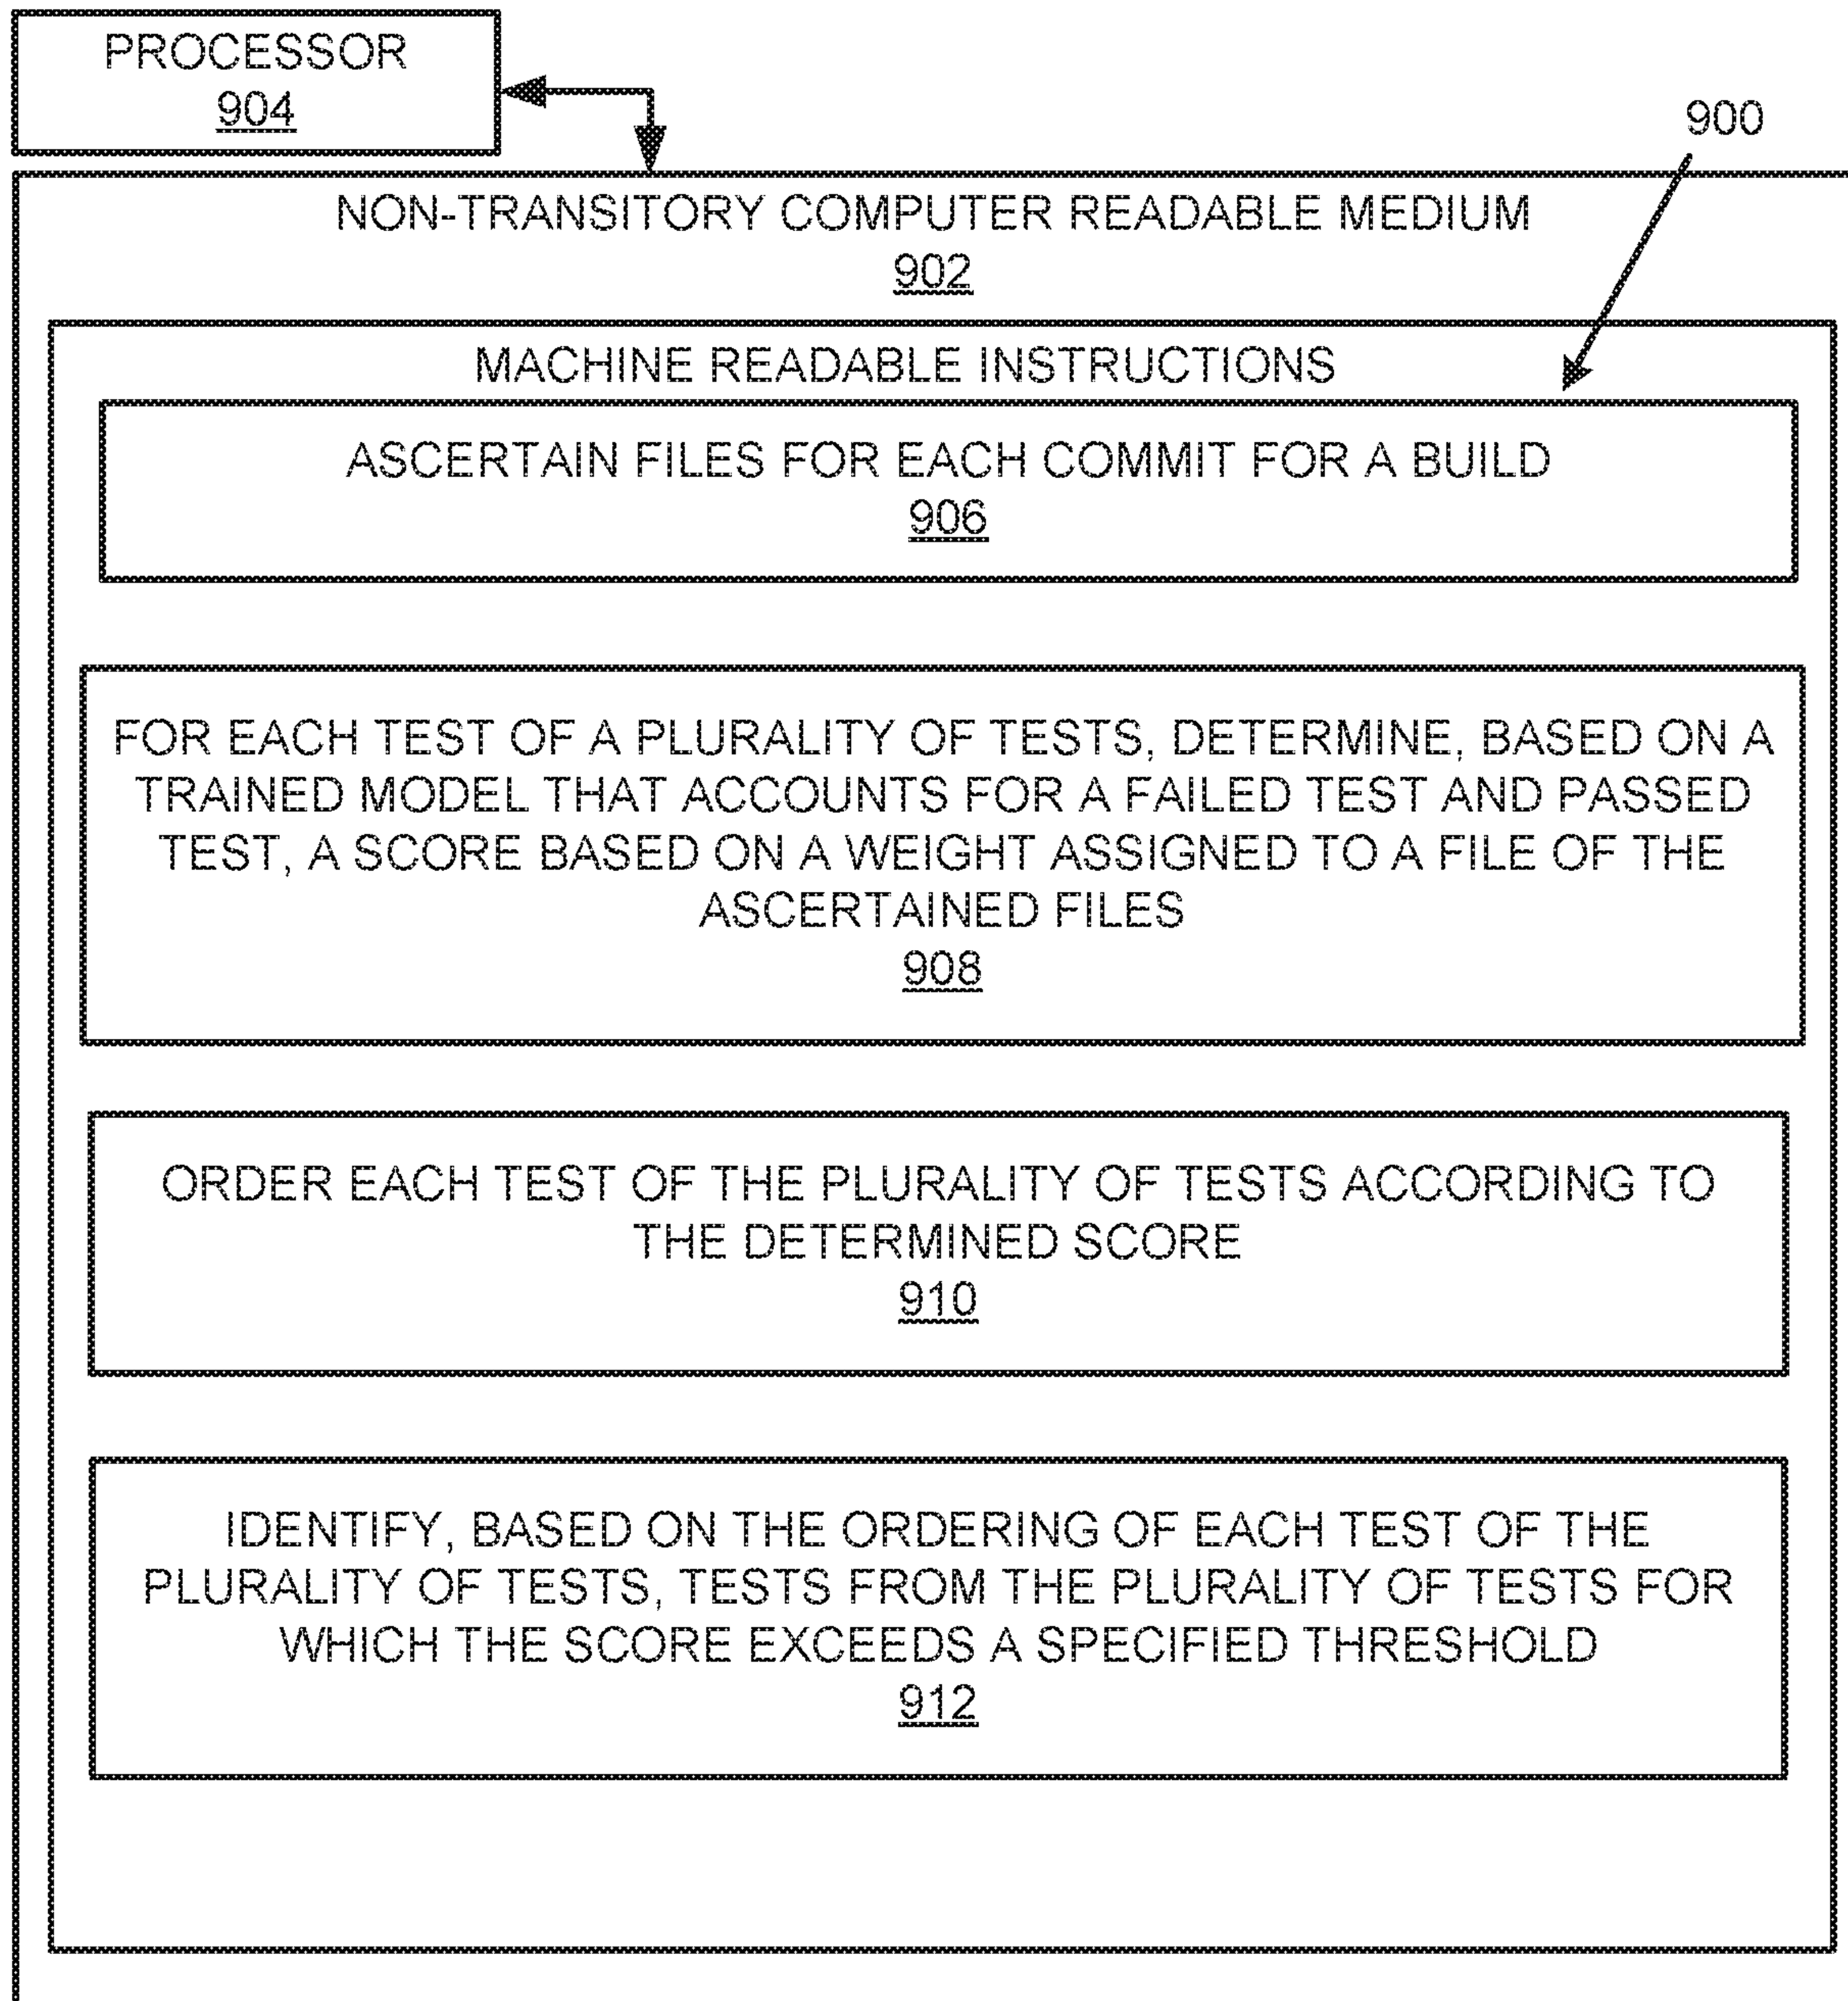 PROCESSOR
904
900
NON-TRANSITORY COMPUTER READABLE MEDIUM
902
MACHINE READABLE INSTRUCTIONS
ASCERTAIN FILES FOR EACH COMMIT FOR A BUILD
906
FOR EACH TEST OF A PLURALITY OF TESTS, DETERMINE, BASED ON A
TRAINED MODEL THAT ACCOUNTS FOR A FAILED TEST AND PASSED
TEST, A SCORE BASED ON A WEIGHT ASSIGNED TO A FILE OF THE
ASCERTAINED FILES
908
ORDER EACH TEST OF THE PLURALITY OF TESTS ACCORDING TO
THE DETERMINED SCORE
910
IDENTIFY, BASED ON THE ORDERING OF EACH TEST OF THE
PLURALITY OF TESTS, TESTS FROM THE PLURALITY OF TESTS FOR
WHICH THE SCORE EXCEEDS A SPECIFIED THRESHOLD
912